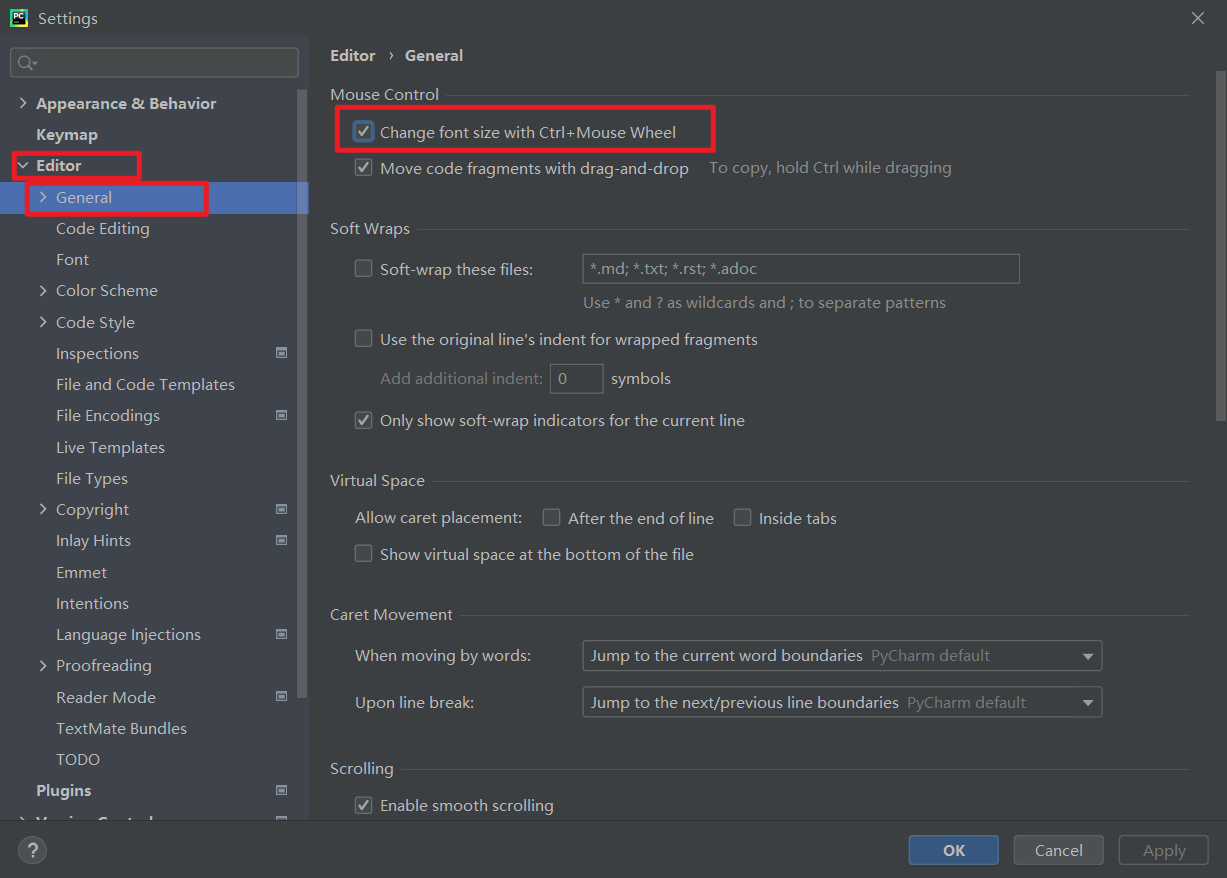 Settings
Appearance & Behavior
Keymap
Editor
General
Code Editing
Font
Color Scheme
Code Style
Inspections
File and Code Templates
File Encodings
Live Templates
File Types
Copyright
Inlay Hints
Emmet
Intentions
Language Injections
Proofreading
Reader Mode
TextMate Bundles
TODO
Plugins
Editor › General
Mouse Control
Change font size with Ctrl+Mouse Wheel
Move code fragments with drag-and-drop To copy, hold Ctrl while dragging
Soft Wraps
Soft-wrap these files: *.md; *.txt; *.rst; *.adoc
Use * and ? as wildcards and ; to separate patterns
Use the original line's indent for wrapped fragments
Add additional indent: 0 symbols
Only show soft-wrap indicators for the current line
Virtual Space
Allow caret placement: After the end of line Inside tabs
Show virtual space at the bottom of the file
Caret Movement
When moving by words: Jump to the current word boundaries PyCharm default
Upon line break: Jump to the next/previous line boundaries PyCharm default
Scrolling
Enable smooth scrolling
? OK Cancel Apply